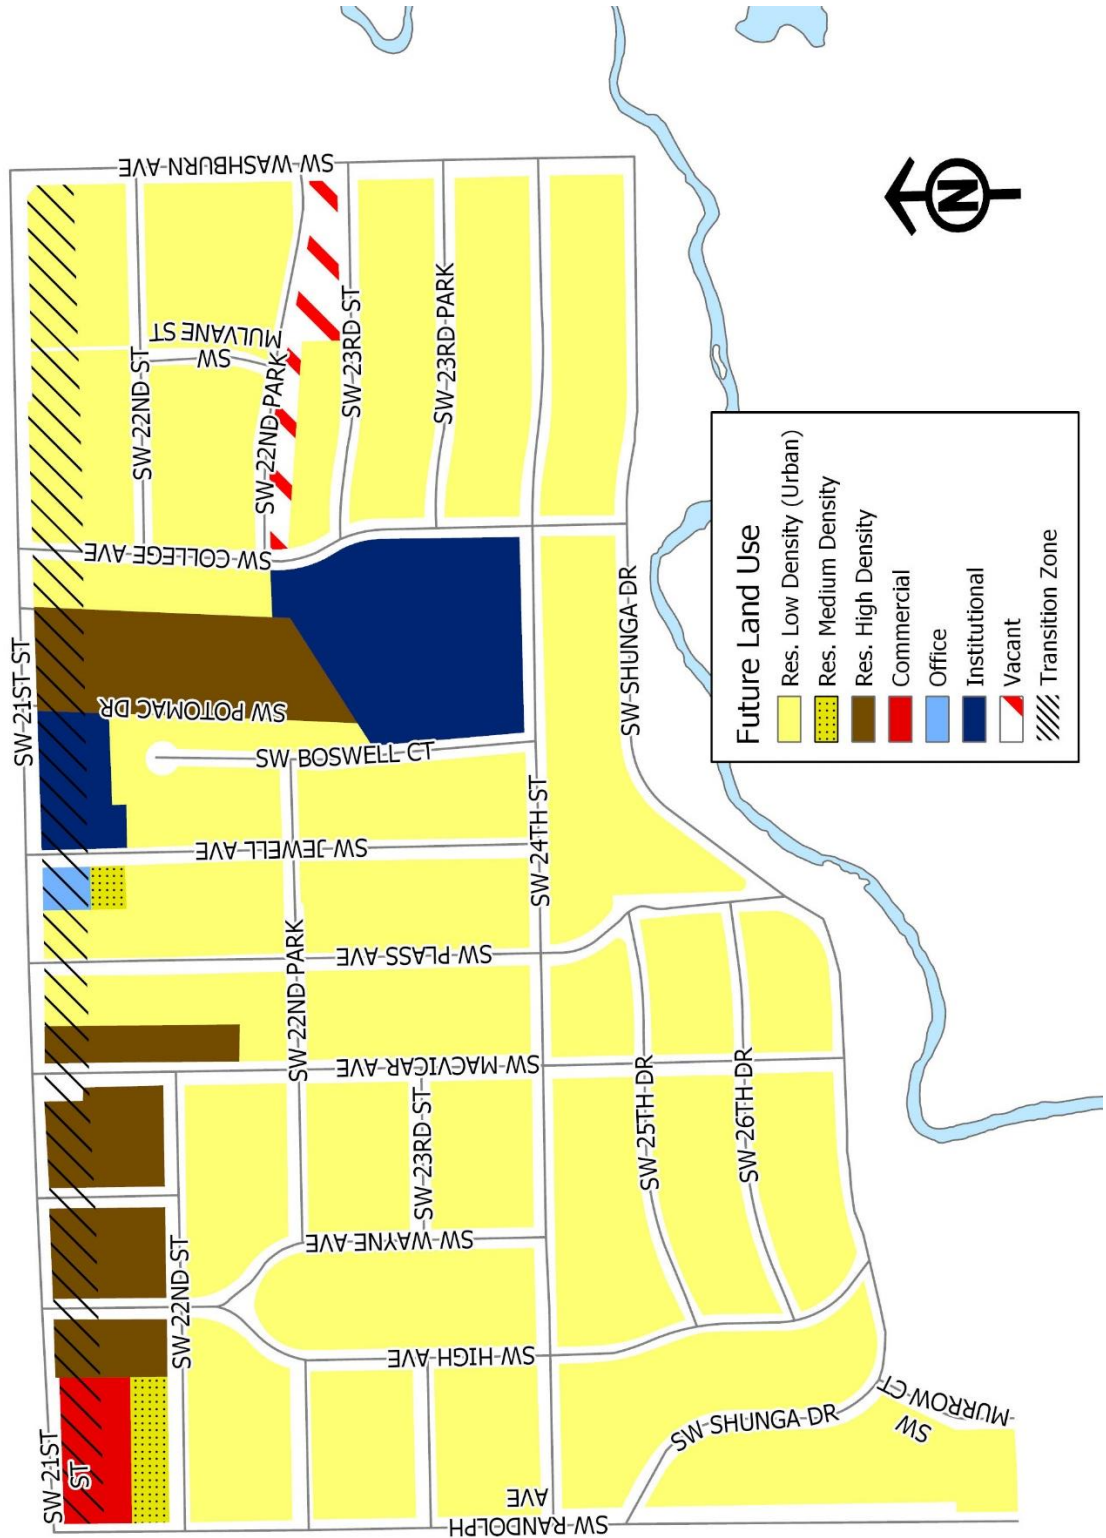 SW 21ST ST
SW WASHBURN AVE
SW 22ND ST
SW
MULVANE ST
SW 22ND PARK
SW 23RD ST
SW 23RD PARK
SW COLLEGE AVE
SW 21ST ST
SW POTOMAC DR
SW BOSWELL CT
SW JEWELL AVE
SW 24TH ST
SW SHUNGA DR
SW PLASS AVE
SW 22ND PARK
SW MACVICAR AVE
SW 23RD ST
SW 25TH DR
SW 26TH DR
SW WAYNE AVE
SW 22ND ST
SW HIGH AVE
SW SHUNGA DR
SW
MURROW CT
SW RANDOLPH
AVE
N
Future Land Use
Res. Low Density (Urban)
Res. Medium Density
Res. High Density
Commercial
Office
Institutional
Vacant
Transition Zone